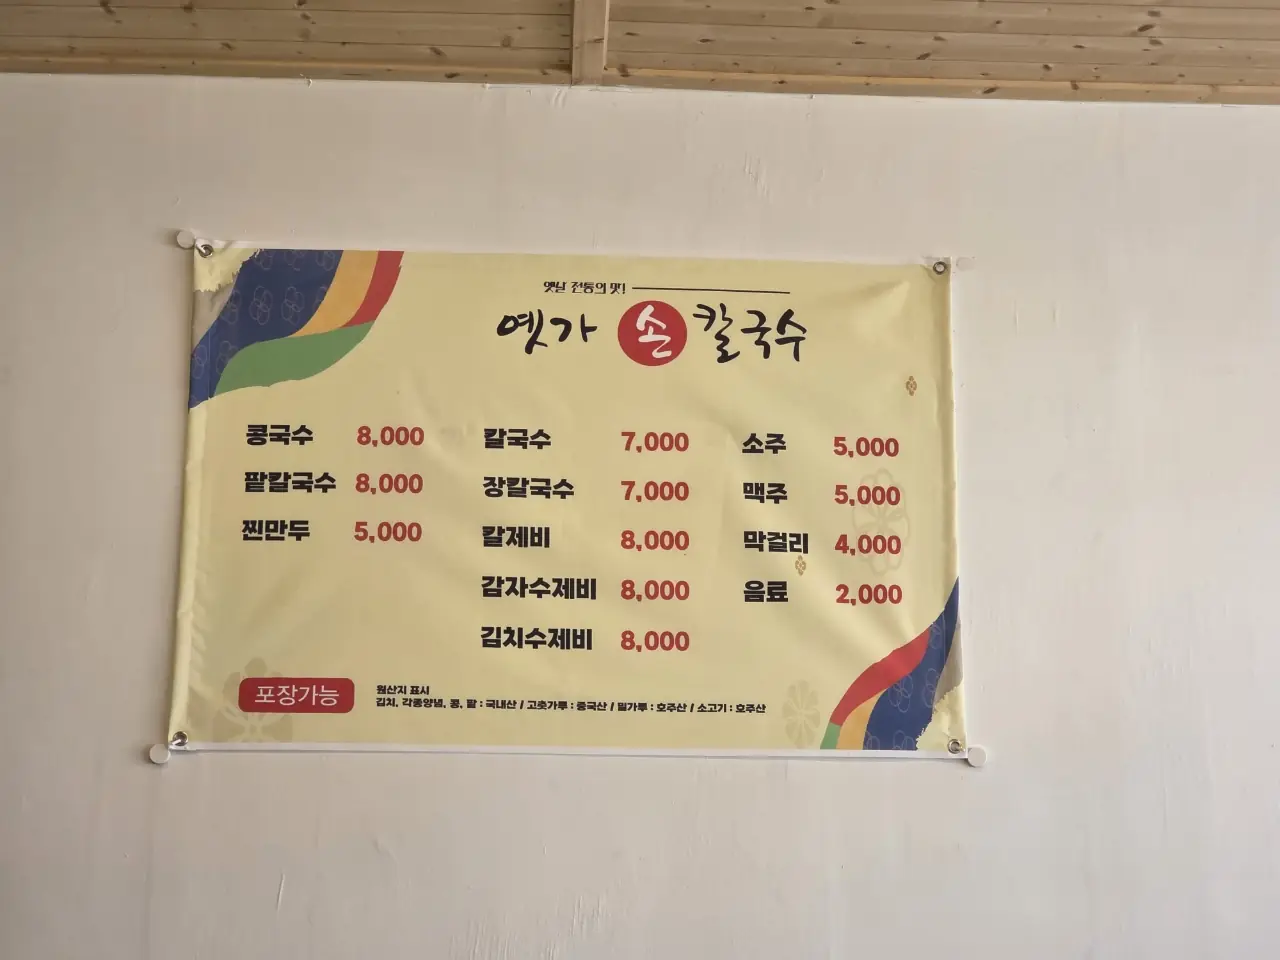 옛날 전통의 맛!
옛가 손 칼국수
콩국수 8,000
팥칼국수 8,000
찐만두 5,000
칼국수 7,000
장칼국수 7,000
칼제비 8,000
감자수제비 8,000
김치수제비 8,000
소주 5,000
맥주 5,000
막걸리 4,000
음료 2,000
포장가능
원산지 표시
김치, 각종양념, 콩, 팥 : 국내산 / 고춧가루 : 중국산 / 밀가루 : 호주산 / 소고기 : 호주산